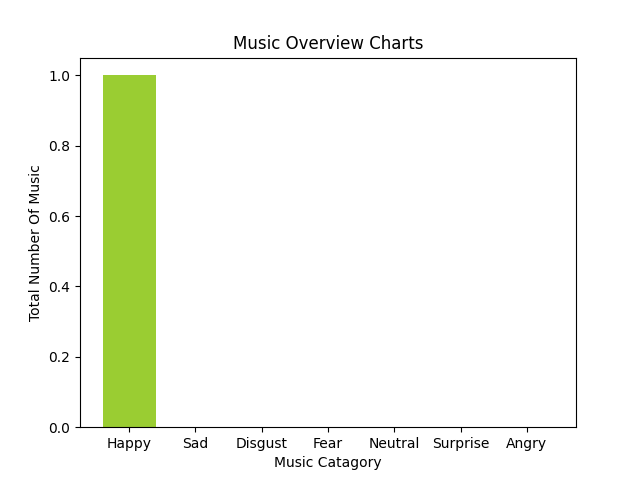 Music Overview Charts
Total Number Of Music
1.0
0.8
0.6
0.4
0.2
0.0
Happy Sad Disgust Fear Neutral Surprise Angry
Music Catagory